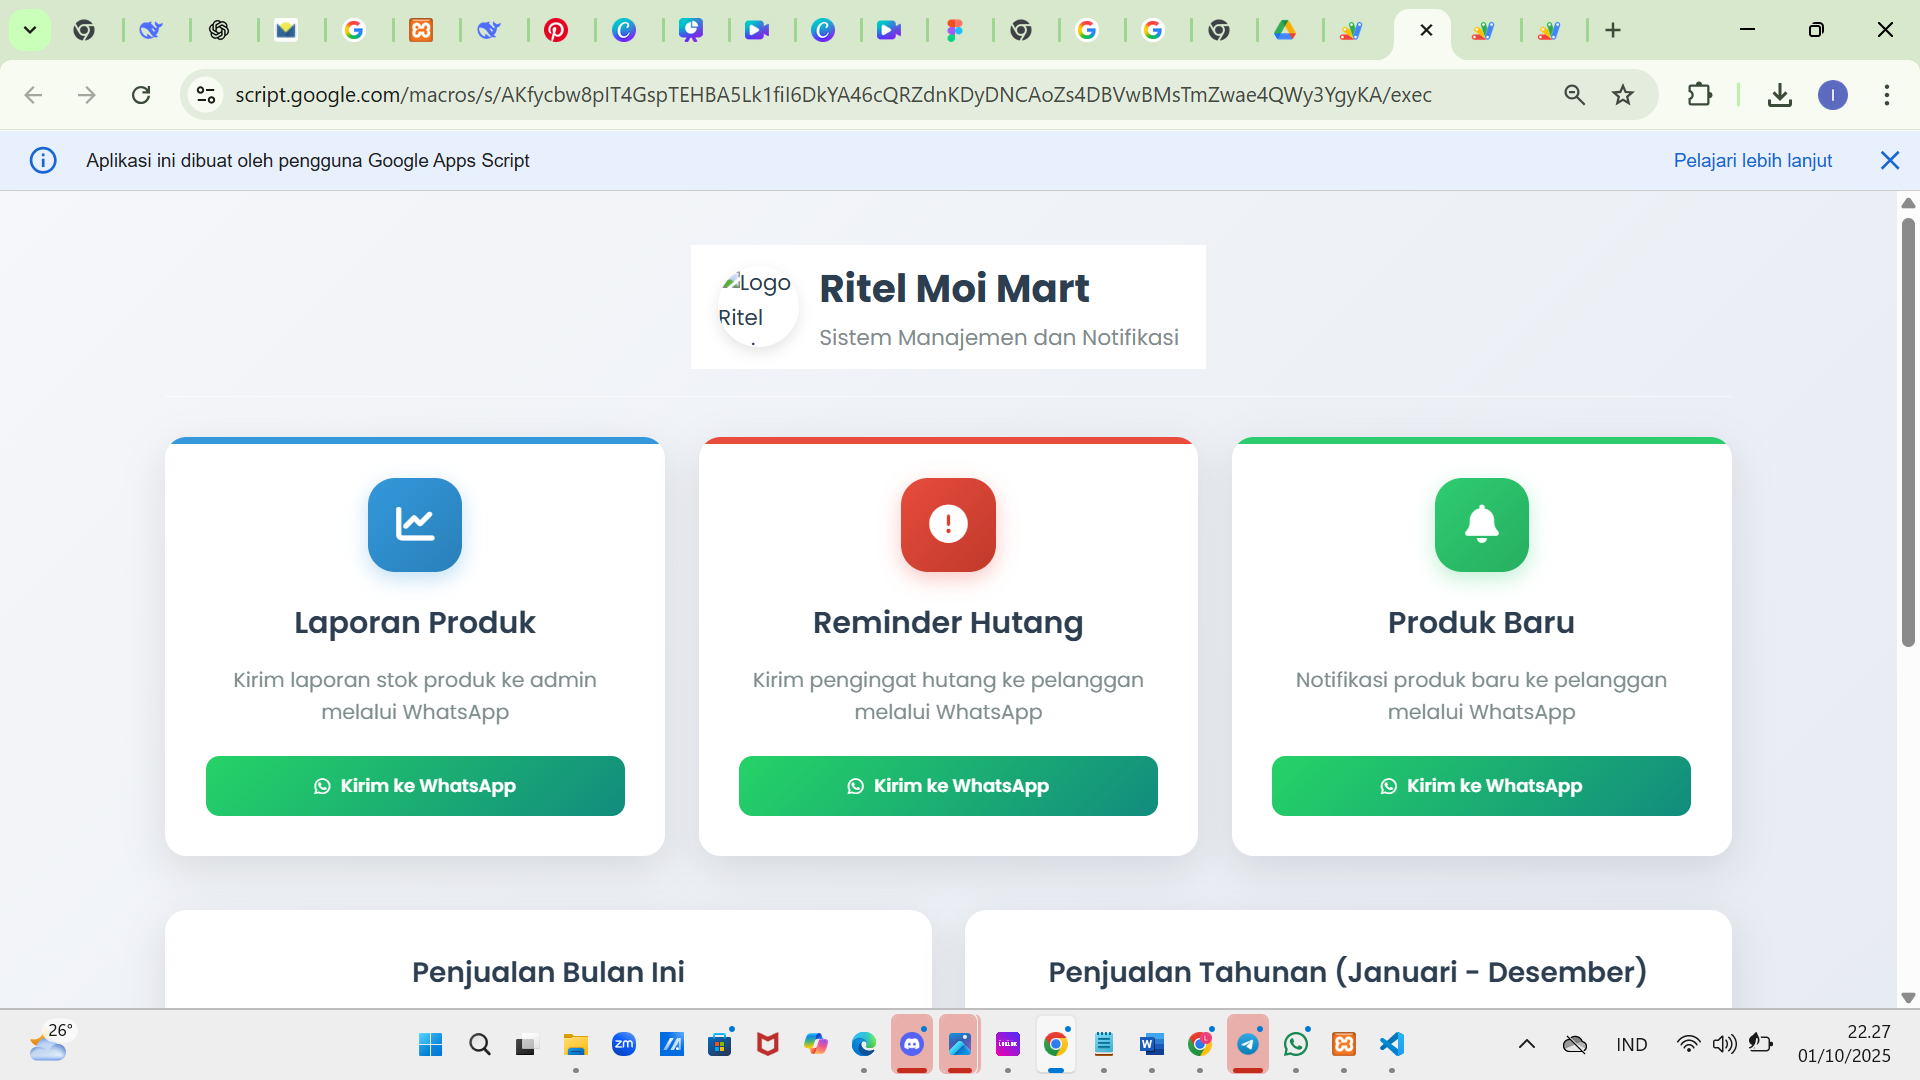 script.google.com/macros/s/AKfycbw8pIT4GspTEHBA5Lk1fiI6DkYA46cQRZdnKDyDNCAoZs4DBVwBMsTmZwae4QWy3YgyKA/exec
I
Aplikasi ini dibuat oleh pengguna Google Apps Script
Pelajari lebih lanjut
Logo
Ritel
Ritel Moi Mart
Sistem Manajemen dan Notifikasi
Laporan Produk
Kirim laporan stok produk ke admin
melalui WhatsApp
Kirim ke WhatsApp
Reminder Hutang
Kirim pengingat hutang ke pelanggan
melalui WhatsApp
Kirim ke WhatsApp
Produk Baru
Notifikasi produk baru ke pelanggan
melalui WhatsApp
Kirim ke WhatsApp
Penjualan Bulan Ini
Penjualan Tahunan (Januari - Desember)
26°
zm
IND
22.27
01/10/2025